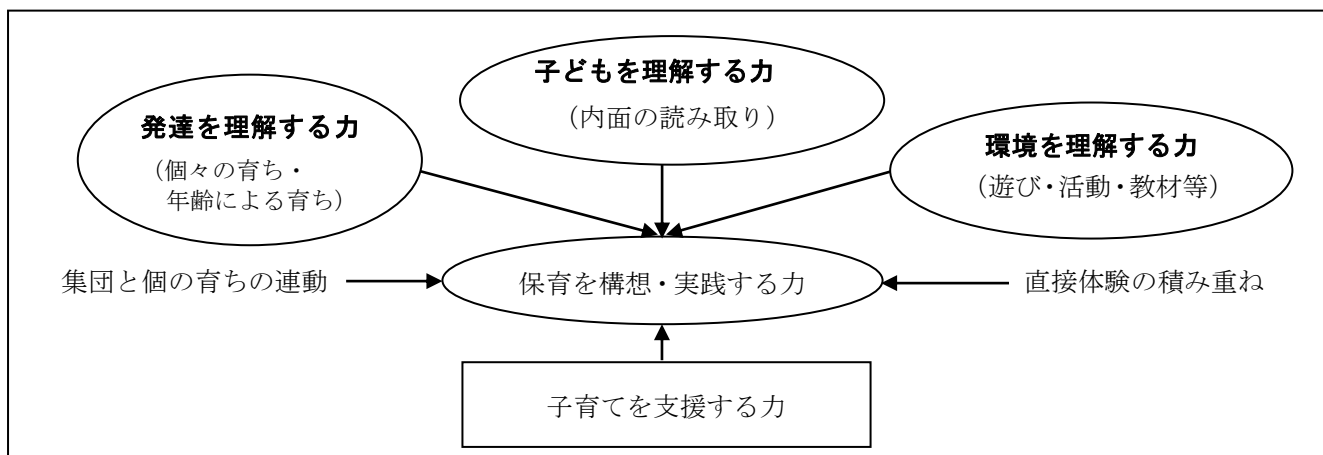 子どもを理解する力
（内面の読み取り）
発達を理解する力
（個々の育ち・
年齢による育ち）
環境を理解する力
（遊び・活動・教材等）
集団と個の育ちの連動
保育を構想・実践する力
直接体験の積み重ね
子育てを支援する力